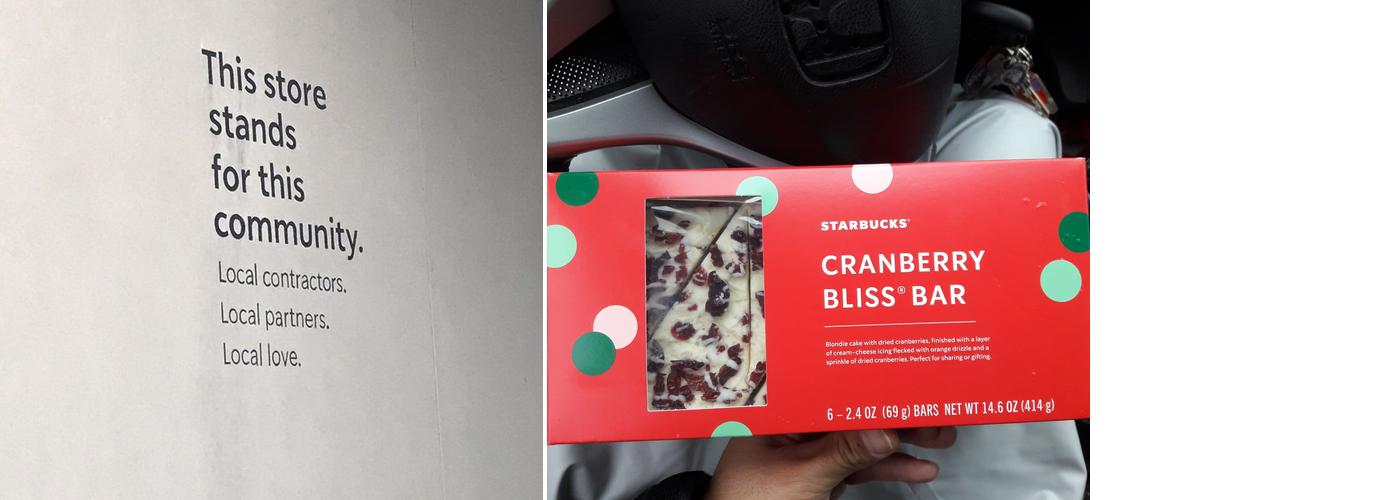 This store
stands
for this
community.
Local contractors.
Local partners.
Local love.
STARBUCKS®
CRANBERRY
BLISS® BAR
Blondie cake with dried cranberries, finished with a layer
of cream-cheese icing flecked with orange drizzle and a
sprinkle of dried cranberries. Perfect for sharing or gifting.
6 – 2.4 OZ (69 g) BARS NET WT 14.6 OZ (414 g)